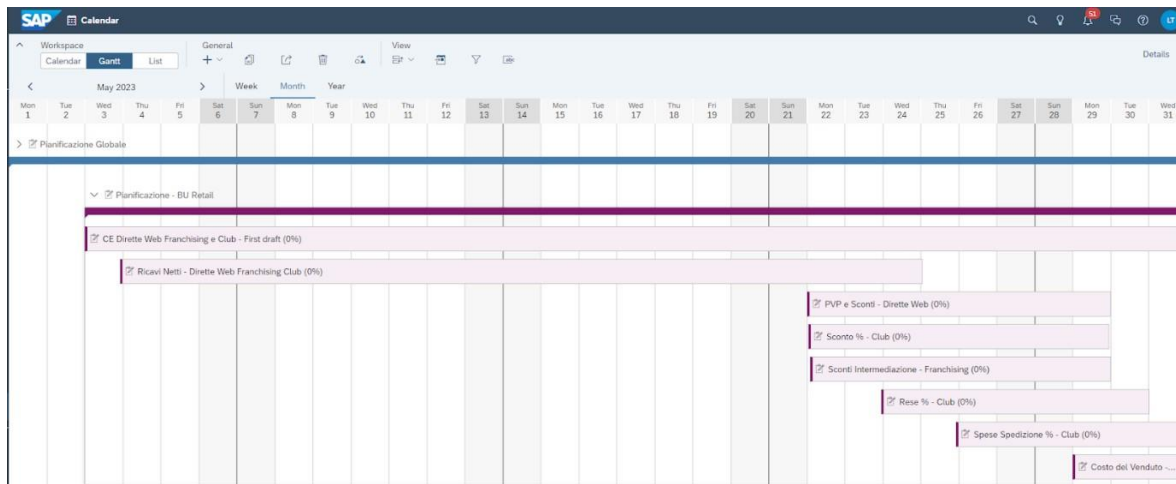 SAP Calendar 51 LT
Workspace General View
Calendar Gantt List Details
May 2023 Week Month Year
Mon Tue Wed Thu Fri Sat Sun Mon Tue Wed Thu Fri Sat Sun Mon Tue Wed Thu Fri Sat Sun Mon Tue Wed Thu Fri Sat Sun Mon Tue Wed
1 2 3 4 5 6 7 8 9 10 11 12 13 14 15 16 17 18 19 20 21 22 23 24 25 26 27 28 29 30 31
Pianificazione Globale
Pianificazione - BU Retail
CE Dirette Web Franchising e Club - First draft (0%)
Ricavi Netti - Dirette Web Franchising Club (0%)
PVP e Sconti - Dirette Web (0%)
Sconto % - Club (0%)
Sconti Intermediazione - Franchising (0%)
Rese % - Club (0%)
Spese Spedizione % - Club (0%)
Costo del Venduto -...